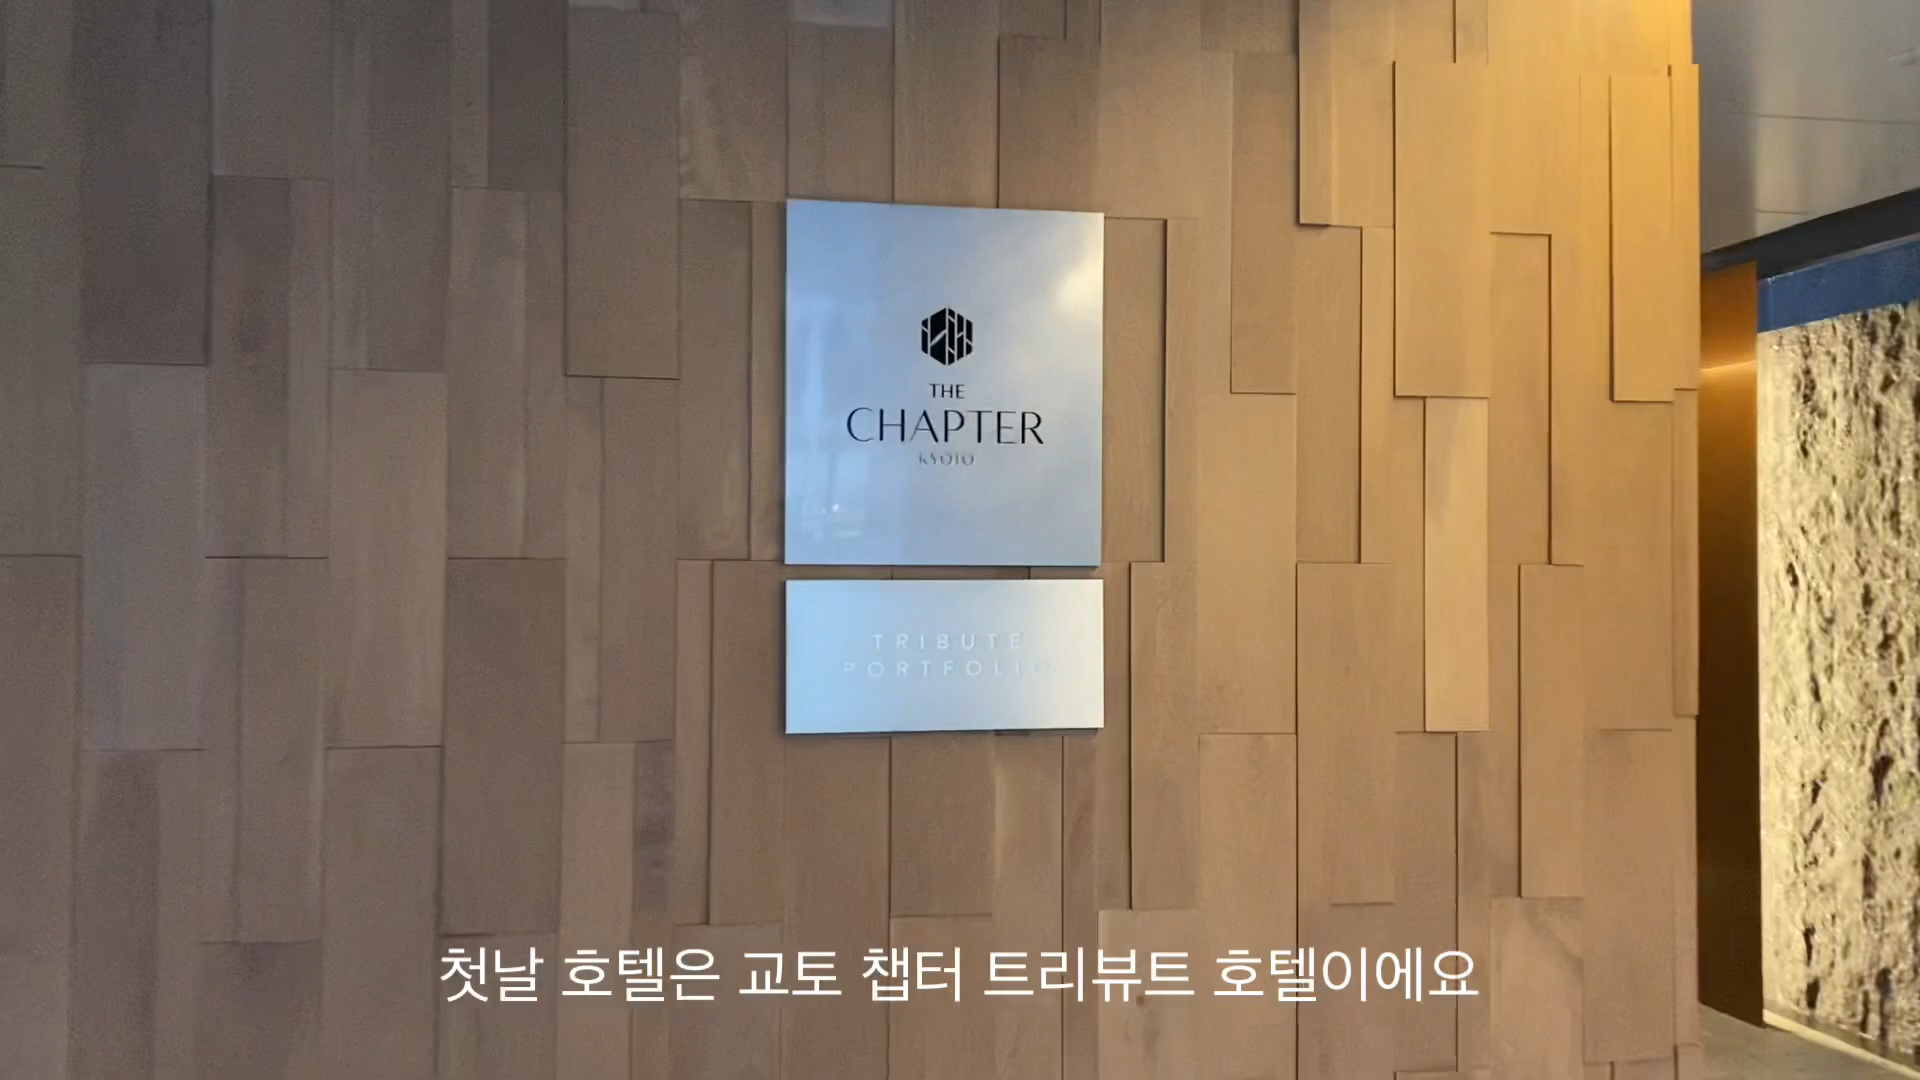 THE
CHAPTER
KYOTO
TRIBUTE
PORTFOLIO
첫날 호텔은 교토 챕터 트리뷰트 호텔이에요